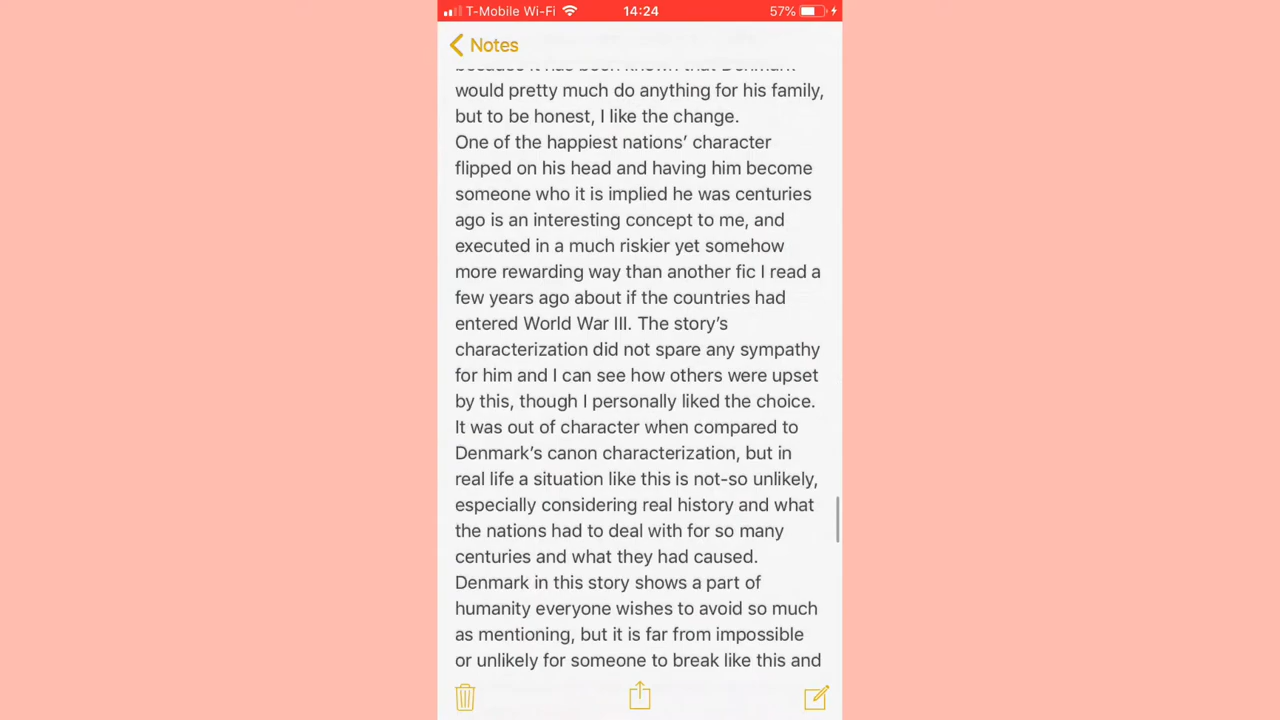 T-Mobile Wi-Fi 14:24 57%
Notes
because it has been known that Denmark
would pretty much do anything for his family,
but to be honest, I like the change.
One of the happiest nations’ character
flipped on his head and having him become
someone who it is implied he was centuries
ago is an interesting concept to me, and
executed in a much riskier yet somehow
more rewarding way than another fic I read a
few years ago about if the countries had
entered World War III. The story’s
characterization did not spare any sympathy
for him and I can see how others were upset
by this, though I personally liked the choice.
It was out of character when compared to
Denmark’s canon characterization, but in
real life a situation like this is not-so unlikely,
especially considering real history and what
the nations had to deal with for so many
centuries and what they had caused.
Denmark in this story shows a part of
humanity everyone wishes to avoid so much
as mentioning, but it is far from impossible
or unlikely for someone to break like this and